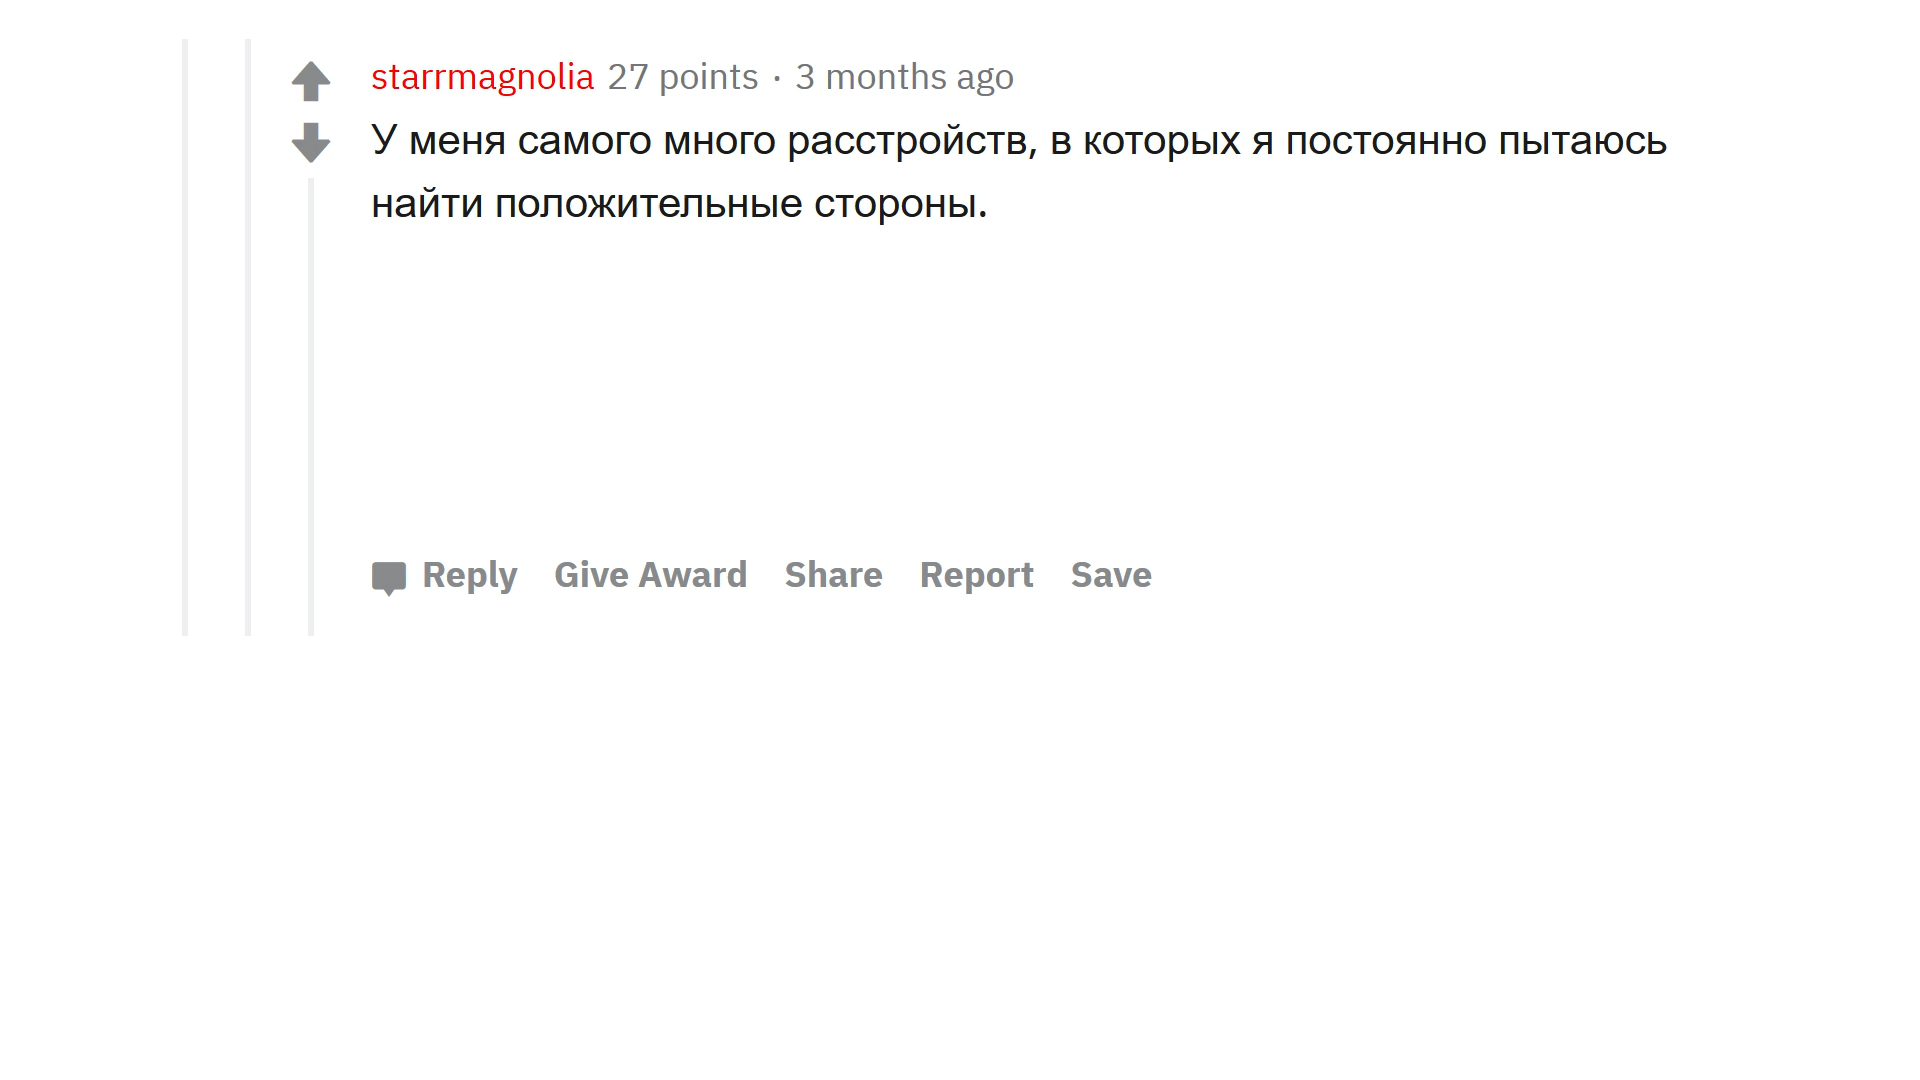 starrmagnolia 27 points · 3 months ago
У меня самого много расстройств, в которых я постоянно пытаюсь
найти положительные стороны.
Reply Give Award Share Report Save